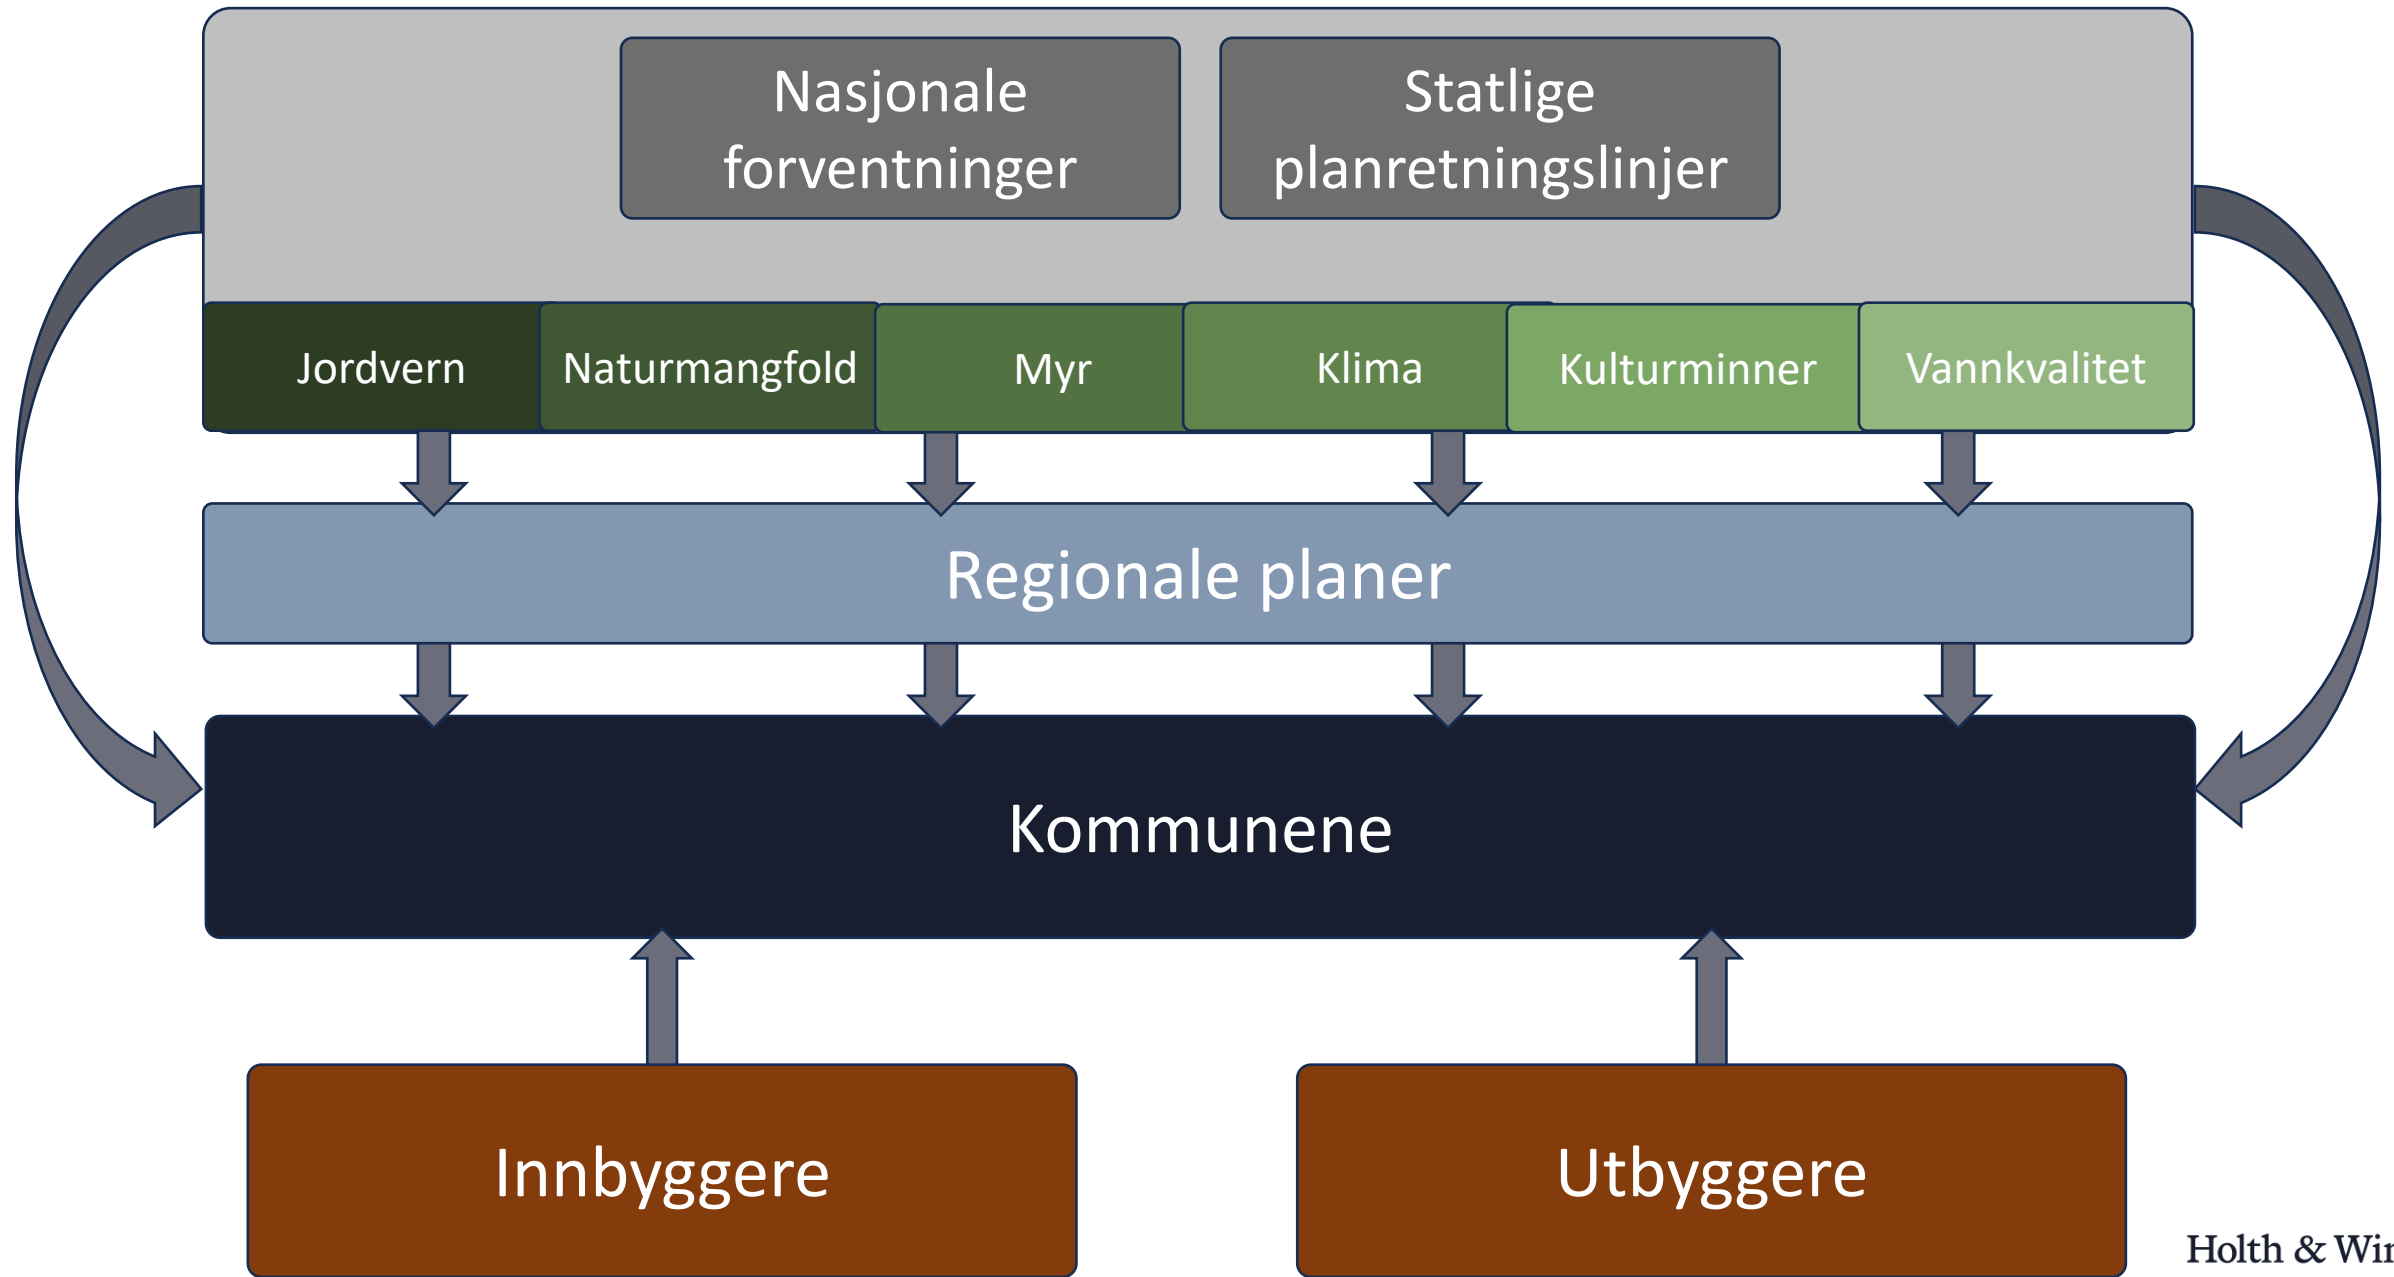 Nasjonale
forventninger
Statlige
planretningslinjer
Jordvern
Naturmangfold
Myr
Klima
Kulturminner
Vannkvalitet
Regionale planer
Kommunene
Innbyggere
Utbyggere
Holth &